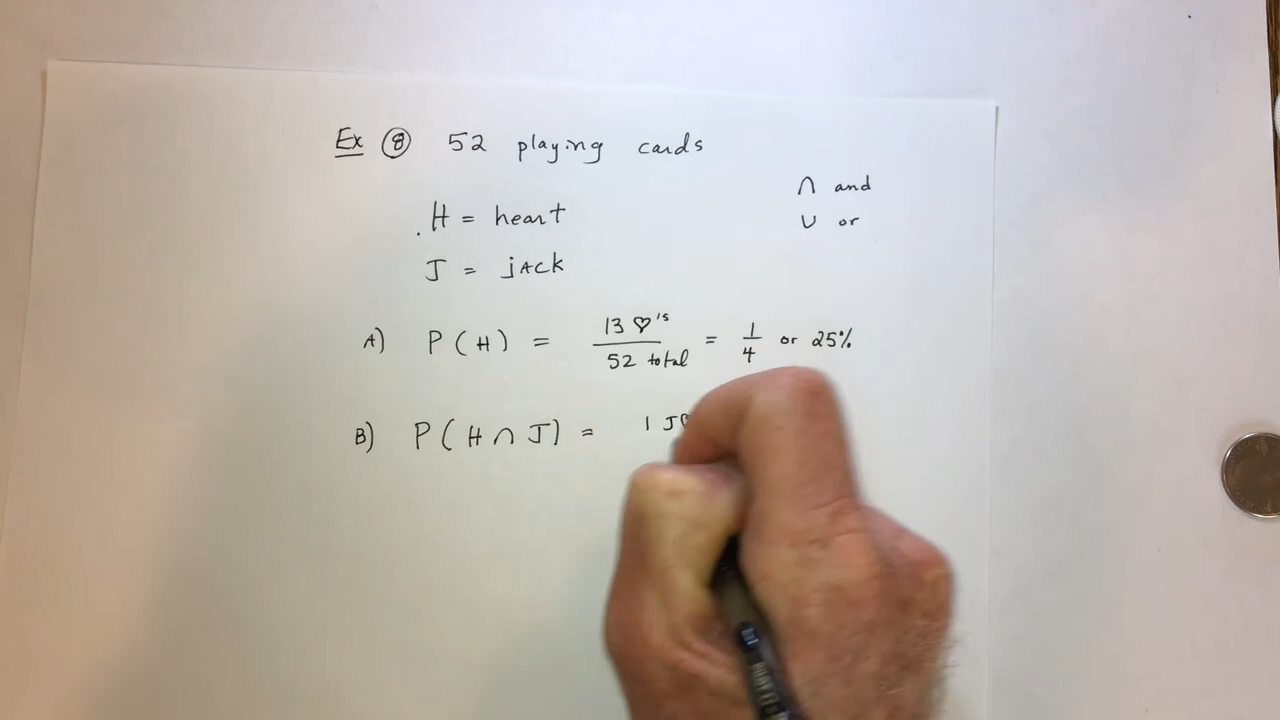 Ex ⑧ 52 playing cards
∩ and
. H = heart
∪ or
J = jAck
A) P(H) = 13 ♡'s / 52 total = 1/4 or 25%
B) P(H ∩ J) = 1 J♡